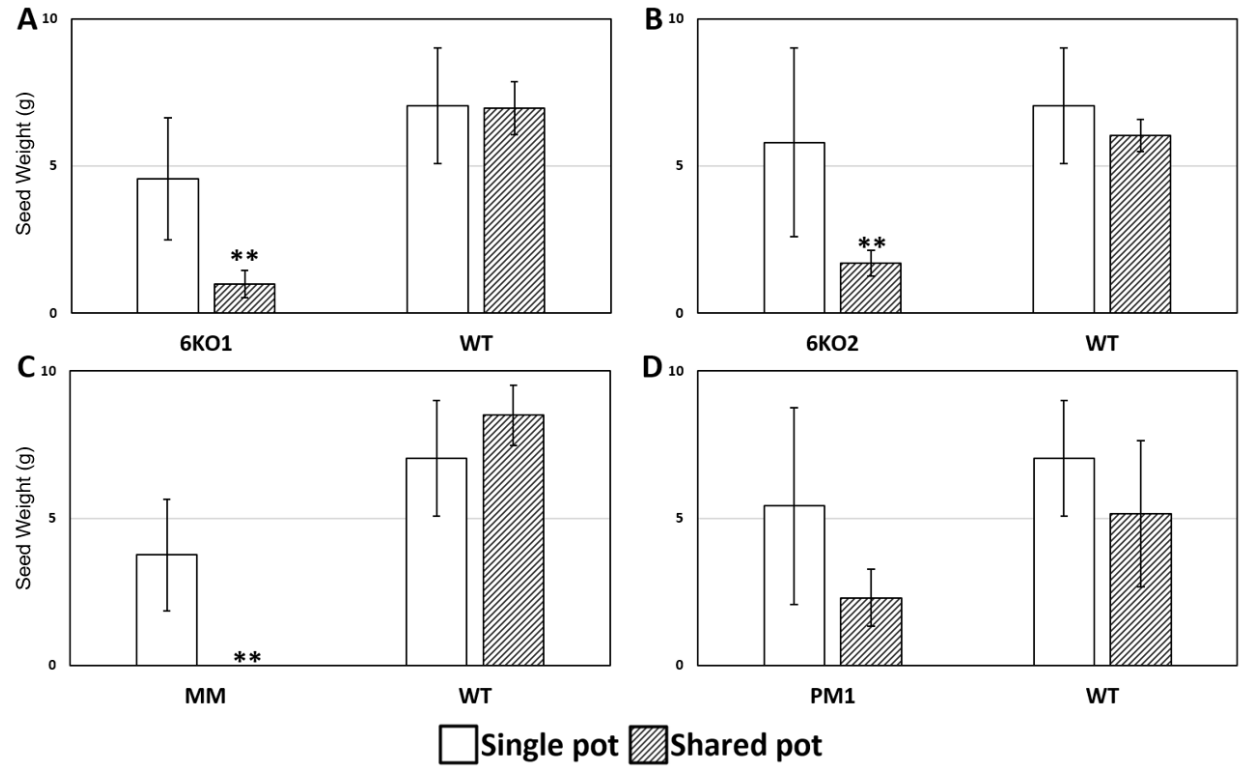 A
10
Seed Weight (g)
5
**
0
6KO1
WT
B
10
5
**
0
6KO2
WT
C
10
Seed Weight (g)
5
**
0
MM
WT
D
10
5
0
PM1
WT
Single pot Shared pot